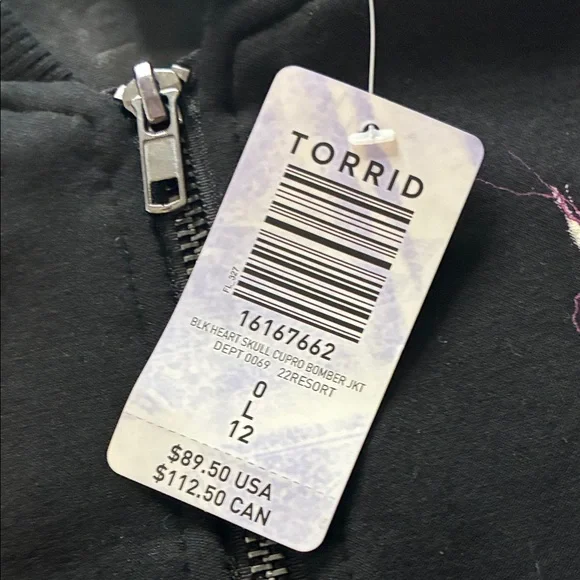 TORRID
FL_327
16167662
BLK HEART SKULL CUPRO BOMBER JKT
DEPT 0069 22RESORT
0
L
12
$89.50 USA
$112.50 CAN